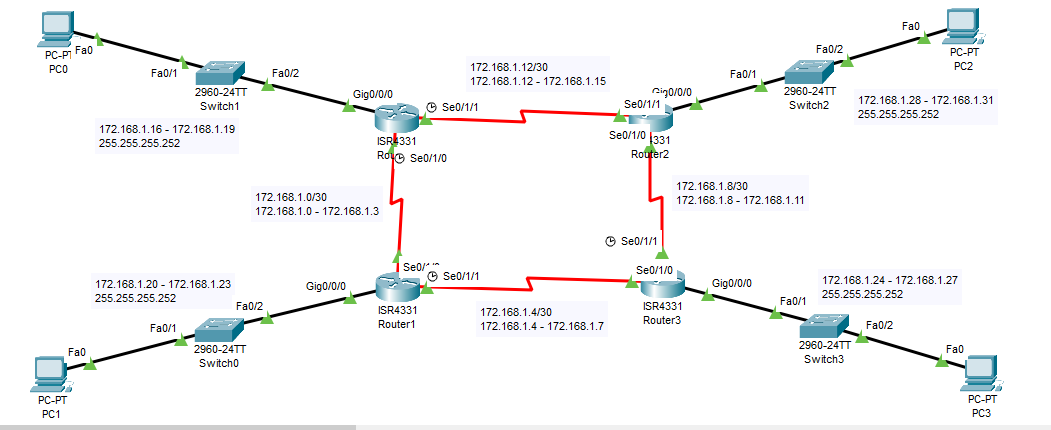 Fa0
PC-PT
PC0
Fa0/1
Fa0/2
2960-24TT
Switch1
172.168.1.16 - 172.168.1.19
255.255.255.252
Gig0/0/0
Se0/1/1
ISR4331
Se0/1/0
172.168.1.12/30
172.168.1.12 - 172.168.1.15
Se0/1/1
Se0/1/0
Router2
Fa0/1
Fa0/2
2960-24TT
Switch2
Fa0
PC-PT
PC2
172.168.1.28 - 172.168.1.31
255.255.255.252
172.168.1.0/30
172.168.1.0 - 172.168.1.3
172.168.1.8/30
172.168.1.8 - 172.168.1.11
172.168.1.20 - 172.168.1.23
255.255.255.252
Fa0
PC-PT
PC1
Fa0/1
Fa0/2
2960-24TT
Switch0
Gig0/0/0
Se0/1/1
ISR4331
Router1
172.168.1.4/30
172.168.1.4 - 172.168.1.7
Se0/1/1
Se0/1/0
ISR4331
Router3
Gig0/0/0
172.168.1.24 - 172.168.1.27
255.255.255.252
Fa0/1
Fa0/2
2960-24TT
Switch3
Fa0
PC-PT
PC3